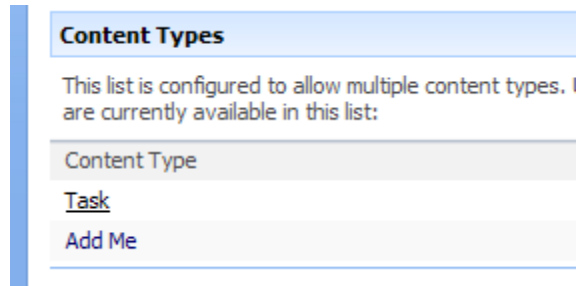 Content Types
This list is configured to allow multiple content types.
are currently available in this list:
Content Type
Task
Add Me